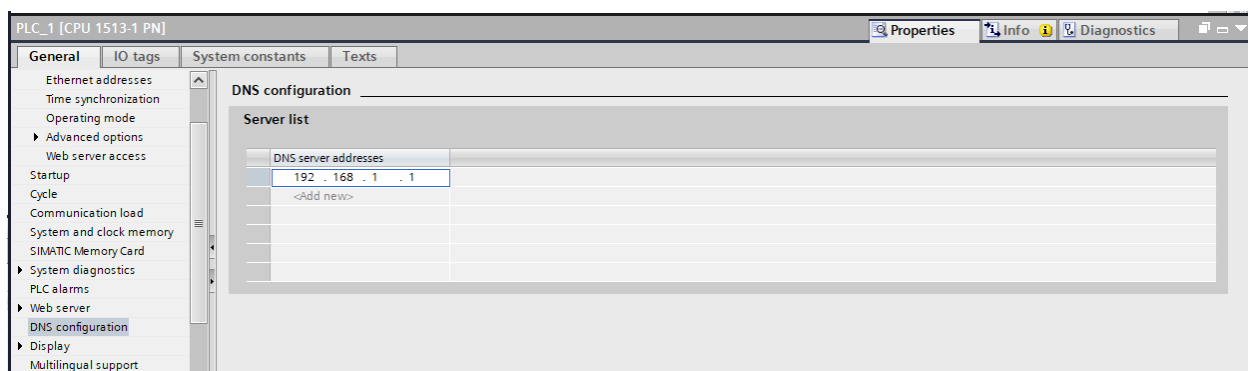 PLC_1 [CPU 1513-1 PN]
Properties
Info
Diagnostics
General
IO tags
System constants
Texts
Ethernet addresses
Time synchronization
Operating mode
Advanced options
Web server access
Startup
Cycle
Communication load
System and clock memory
SIMATIC Memory Card
System diagnostics
PLC alarms
Web server
DNS configuration
Display
Multilingual support
DNS configuration
Server list
DNS server addresses
192 . 168 . 1 . 1
<Add new>